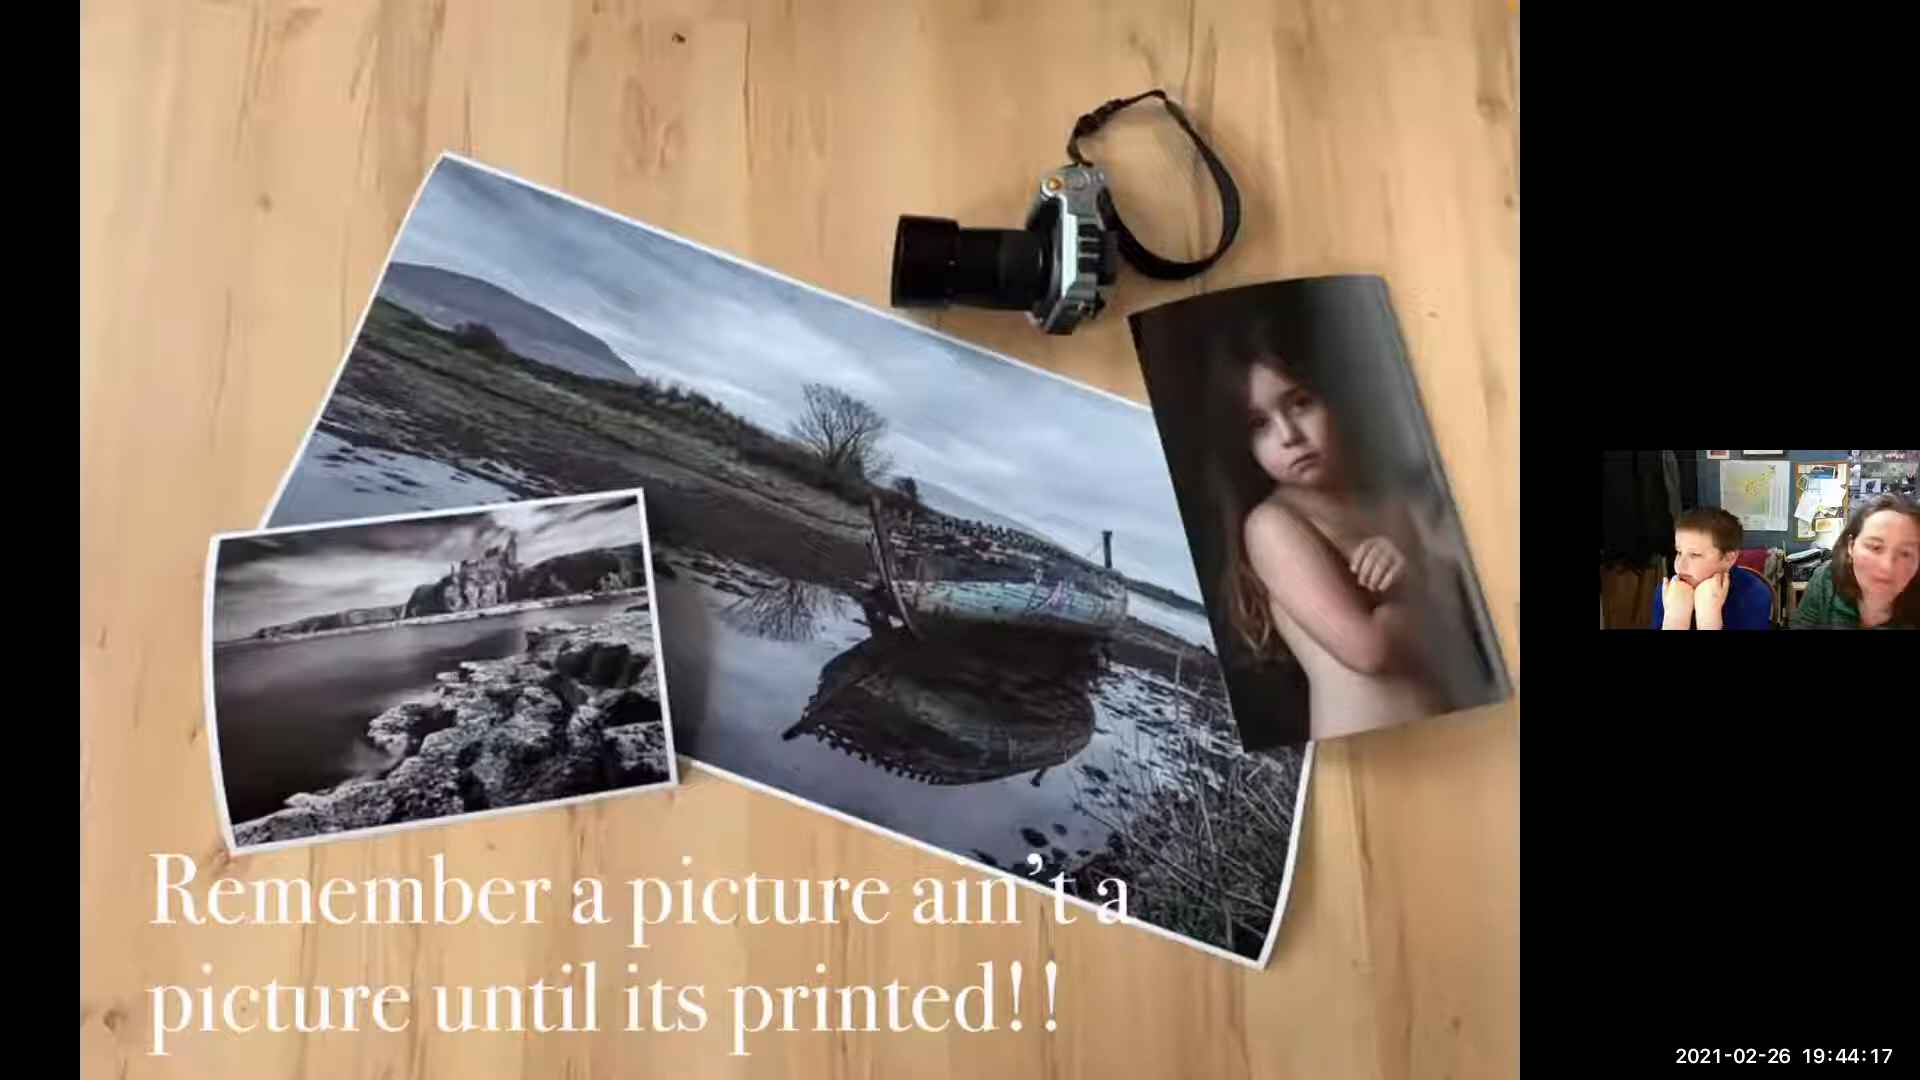 Remember a picture ain't a
picture until its printed!!
2021-02-26 19:44:17